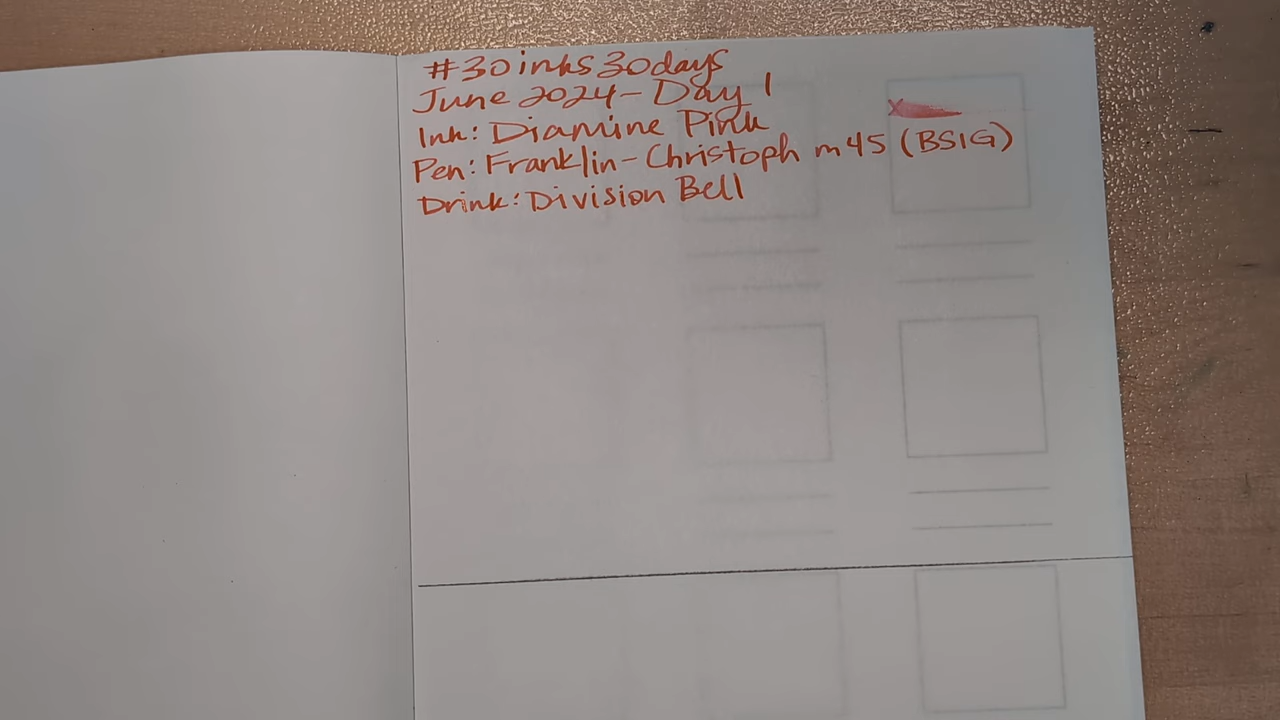 #30inks30days
June 2024 - Day 1
Ink: Diamine Pink
Pen: Franklin-Christoph m45 (BSIG)
Drink: Division Bell